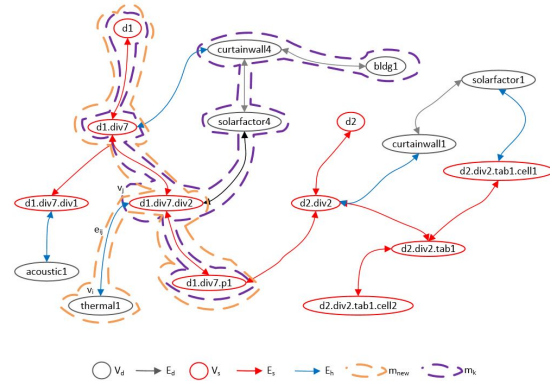 d1
curtainwall4
bldg1
solarfactor1
d1.div7
solarfactor4
d2
curtainwall1
d2.div2.tab1.cell1
vj
d1.div7.div1
d1.div7.div2
d2.div2
eij
d2.div2.tab1
acoustic1
vi
d1.div7.p1
thermal1
d2.div2.tab1.cell2
Vd Ed Vs Es Eh mnew mk